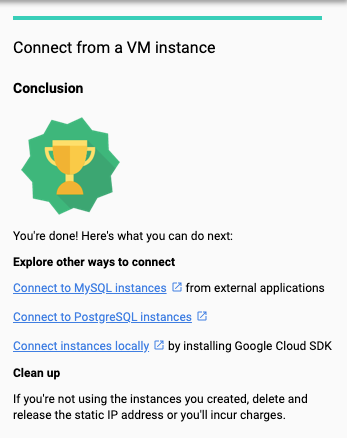 Connect from a VM instance
Conclusion
You're done! Here's what you can do next:
Explore other ways to connect
Connect to MySQL instances from external applications
Connect to PostgreSQL instances
Connect instances locally by installing Google Cloud SDK
Clean up
If you're not using the instances you created, delete and
release the static IP address or you'll incur charges.